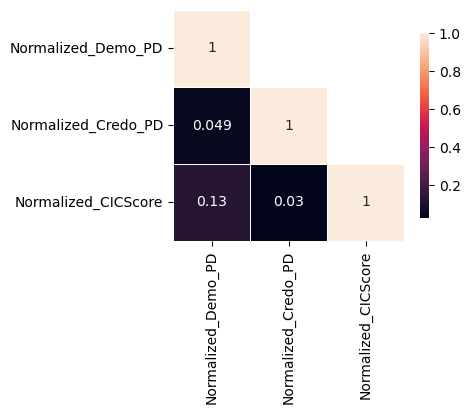 Normalized_Demo_PD
1
Normalized_Credo_PD
0.049
1
Normalized_CICScore
0.13
0.03
1
Normalized_Demo_PD
Normalized_Credo_PD
Normalized_CICScore
1.0
0.8
0.6
0.4
0.2